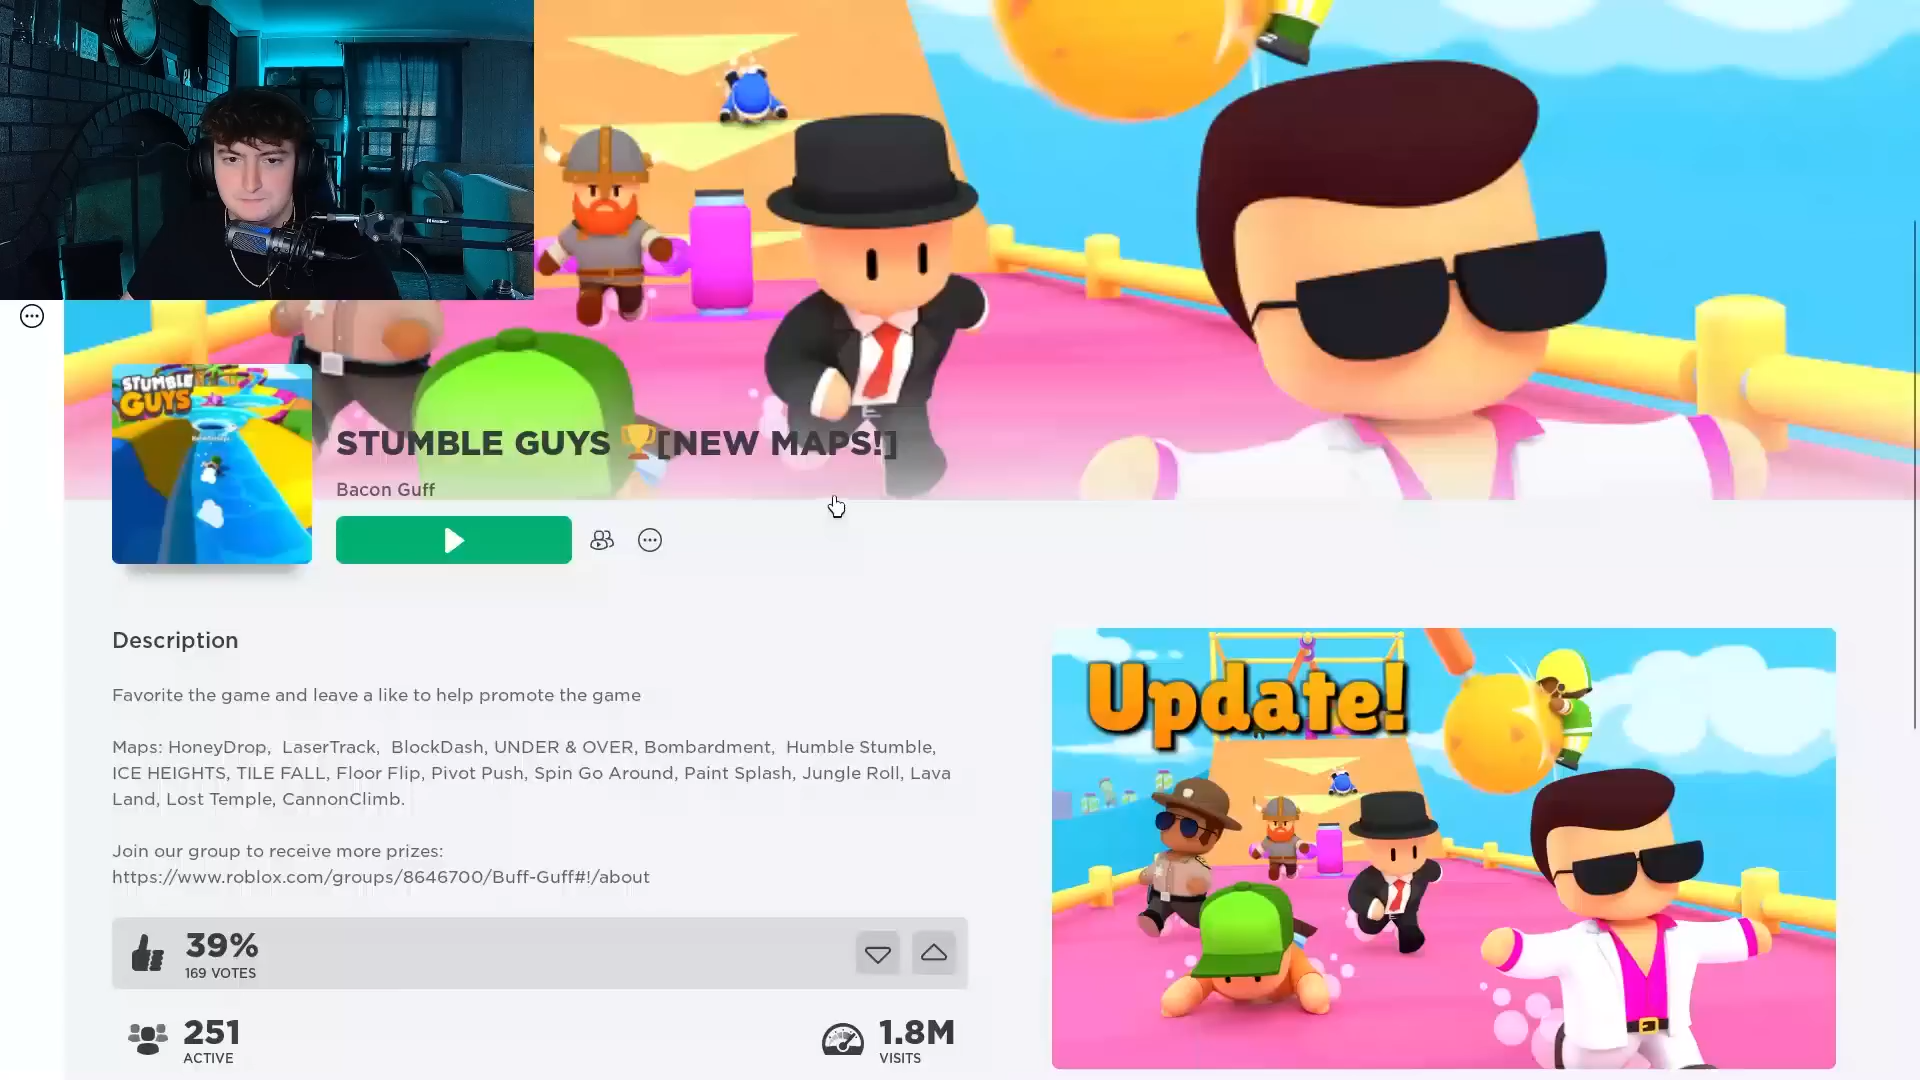 STUMBLE
GUYS
STUMBLE GUYS 🏆[NEW MAPS!]
Bacon Guff
Description
Favorite the game and leave a like to help promote the game
Maps: HoneyDrop,  LaserTrack,  BlockDash, UNDER & OVER, Bombardment,  Humble Stumble,
ICE HEIGHTS, TILE FALL, Floor Flip, Pivot Push, Spin Go Around, Paint Splash, Jungle Roll, Lava
Land, Lost Temple, CannonClimb.
Join our group to receive more prizes:
https://www.roblox.com/groups/8646700/Buff-Guff#!/about
39%
169 VOTES
251
ACTIVE
1.8M
VISITS
Update!